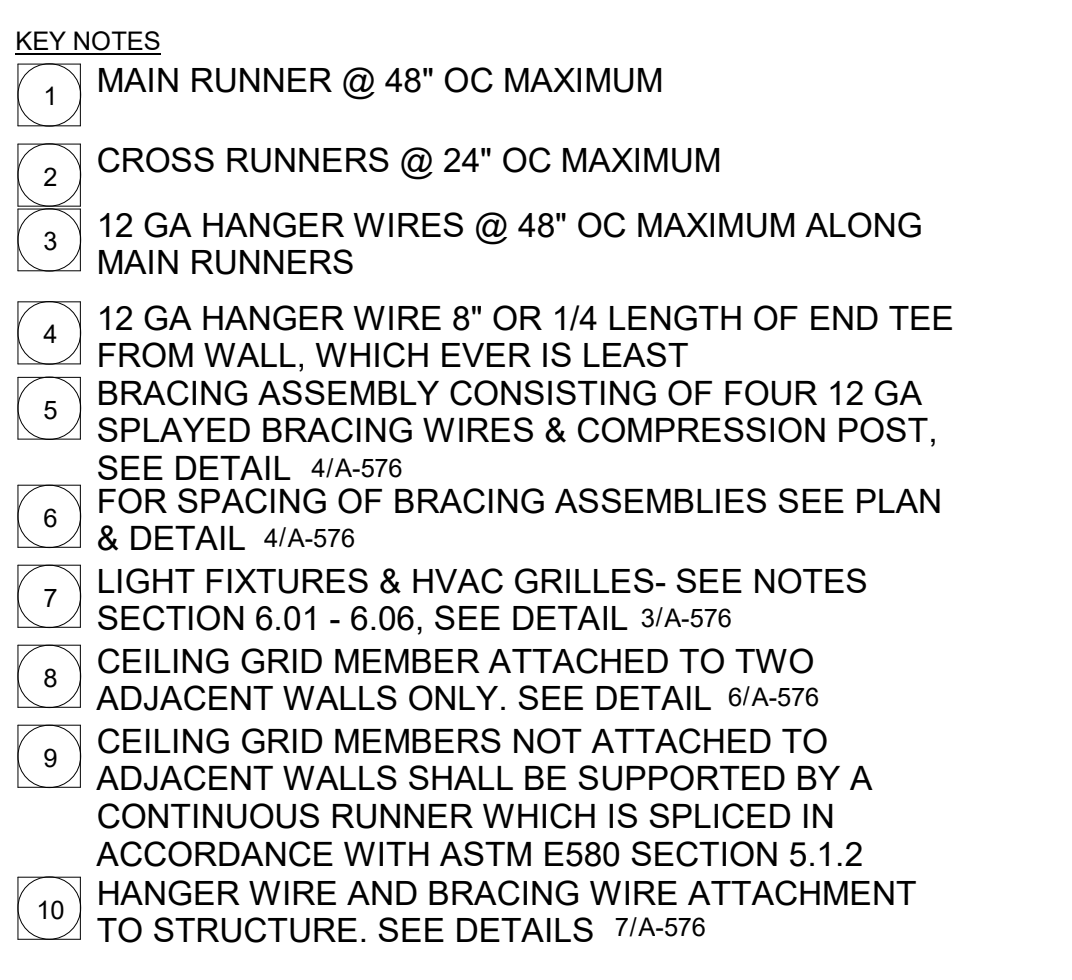 KEY NOTES
1 MAIN RUNNER @ 48" OC MAXIMUM
2 CROSS RUNNERS @ 24" OC MAXIMUM
3 12 GA HANGER WIRES @ 48" OC MAXIMUM ALONG
MAIN RUNNERS
4 12 GA HANGER WIRE 8" OR 1/4 LENGTH OF END TEE
FROM WALL, WHICH EVER IS LEAST
5 BRACING ASSEMBLY CONSISTING OF FOUR 12 GA
SPLAYED BRACING WIRES & COMPRESSION POST,
SEE DETAIL 4/A-576
6 FOR SPACING OF BRACING ASSEMBLIES SEE PLAN
& DETAIL 4/A-576
7 LIGHT FIXTURES & HVAC GRILLES- SEE NOTES
SECTION 6.01 - 6.06, SEE DETAIL 3/A-576
8 CEILING GRID MEMBER ATTACHED TO TWO
ADJACENT WALLS ONLY. SEE DETAIL 6/A-576
9 CEILING GRID MEMBERS NOT ATTACHED TO
ADJACENT WALLS SHALL BE SUPPORTED BY A
CONTINUOUS RUNNER WHICH IS SPLICED IN
ACCORDANCE WITH ASTM E580 SECTION 5.1.2
10 HANGER WIRE AND BRACING WIRE ATTACHMENT
TO STRUCTURE. SEE DETAILS 7/A-576